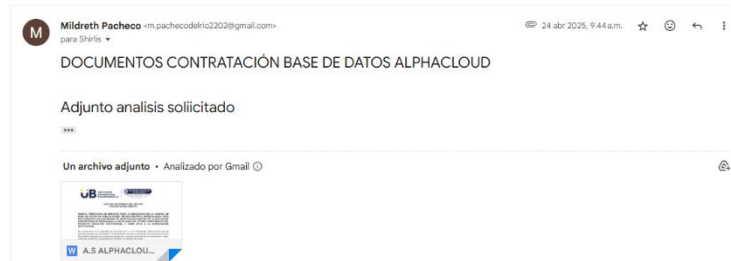 M
Mildreth Pacheco <m.pachecodelrio2202@gmail.com>
24 abr 2025, 9:44 a.m.
para Shirlis
DOCUMENTOS CONTRATACIÓN BASE DE DATOS ALPHACLOUD
Adjunto analisis soliicitado
Un archivo adjunto • Analizado por Gmail
UB
W A.S ALPHACLOU...